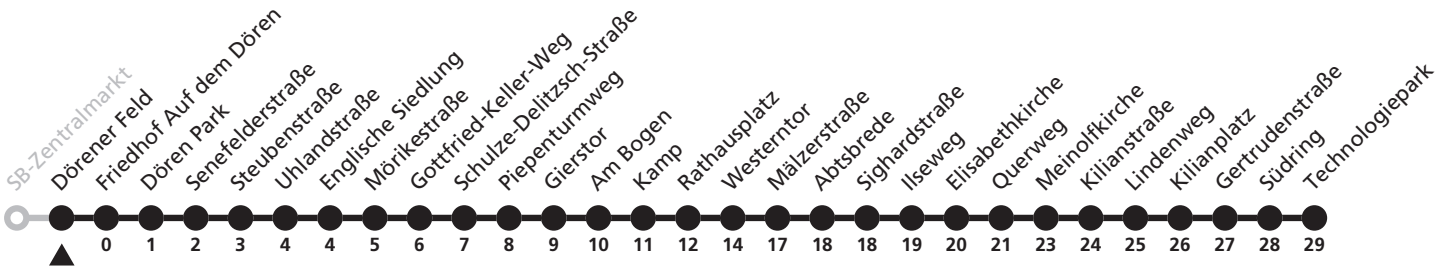 SB-Zentralmarkt
Dörener Feld
Friedhof Auf dem Dören
Dören Park
Senefelderstraße
Steubenstraße
Uhlandstraße
Englische Siedlung
Mörikestraße
Gottfried-Keller-Weg
Schulze-Delitzsch-Straße
Piepenturmweg
Gierstor
Am Bogen
Kamp
Rathausplatz
Westerntor
Mälzerstraße
Abtsbrede
Sighardstraße
Ilseweg
Elisabethkirche
Querweg
Meinolfkirche
Kilianstraße
Lindenweg
Kilianplatz
Gertrudenstraße
Südring
Technologiepark
0 1 2 3 4 4 5 6 7 8 9 10 11 12 14 17 18 18 19 20 21 23 24 25 26 27 28 29